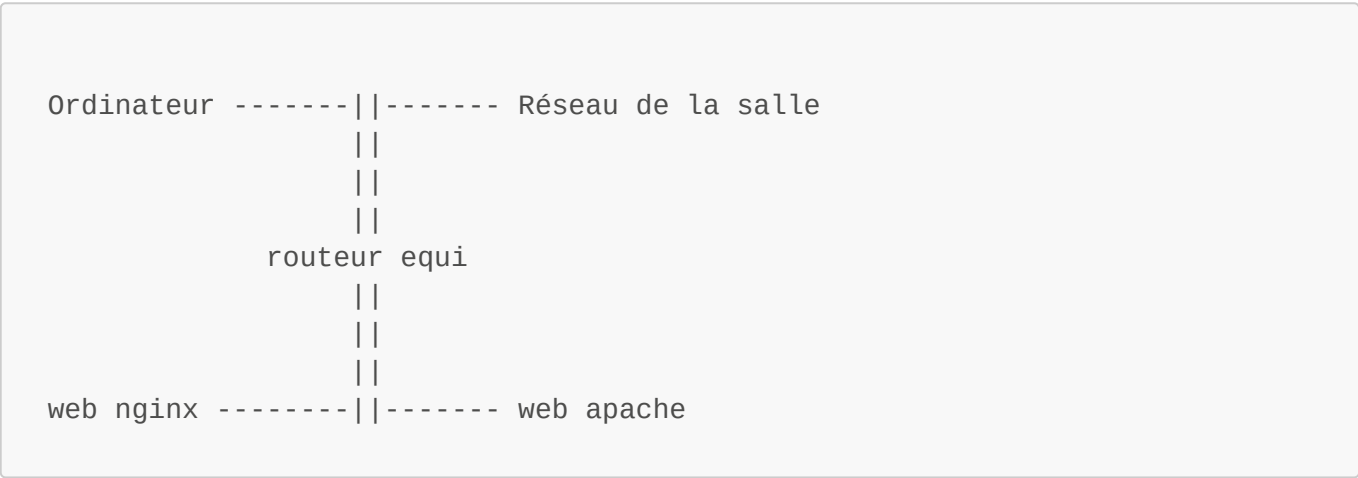 Ordinateur -------||------- Réseau de la salle
||
||
||
routeur equi
||
||
||
web nginx --------||------- web apache